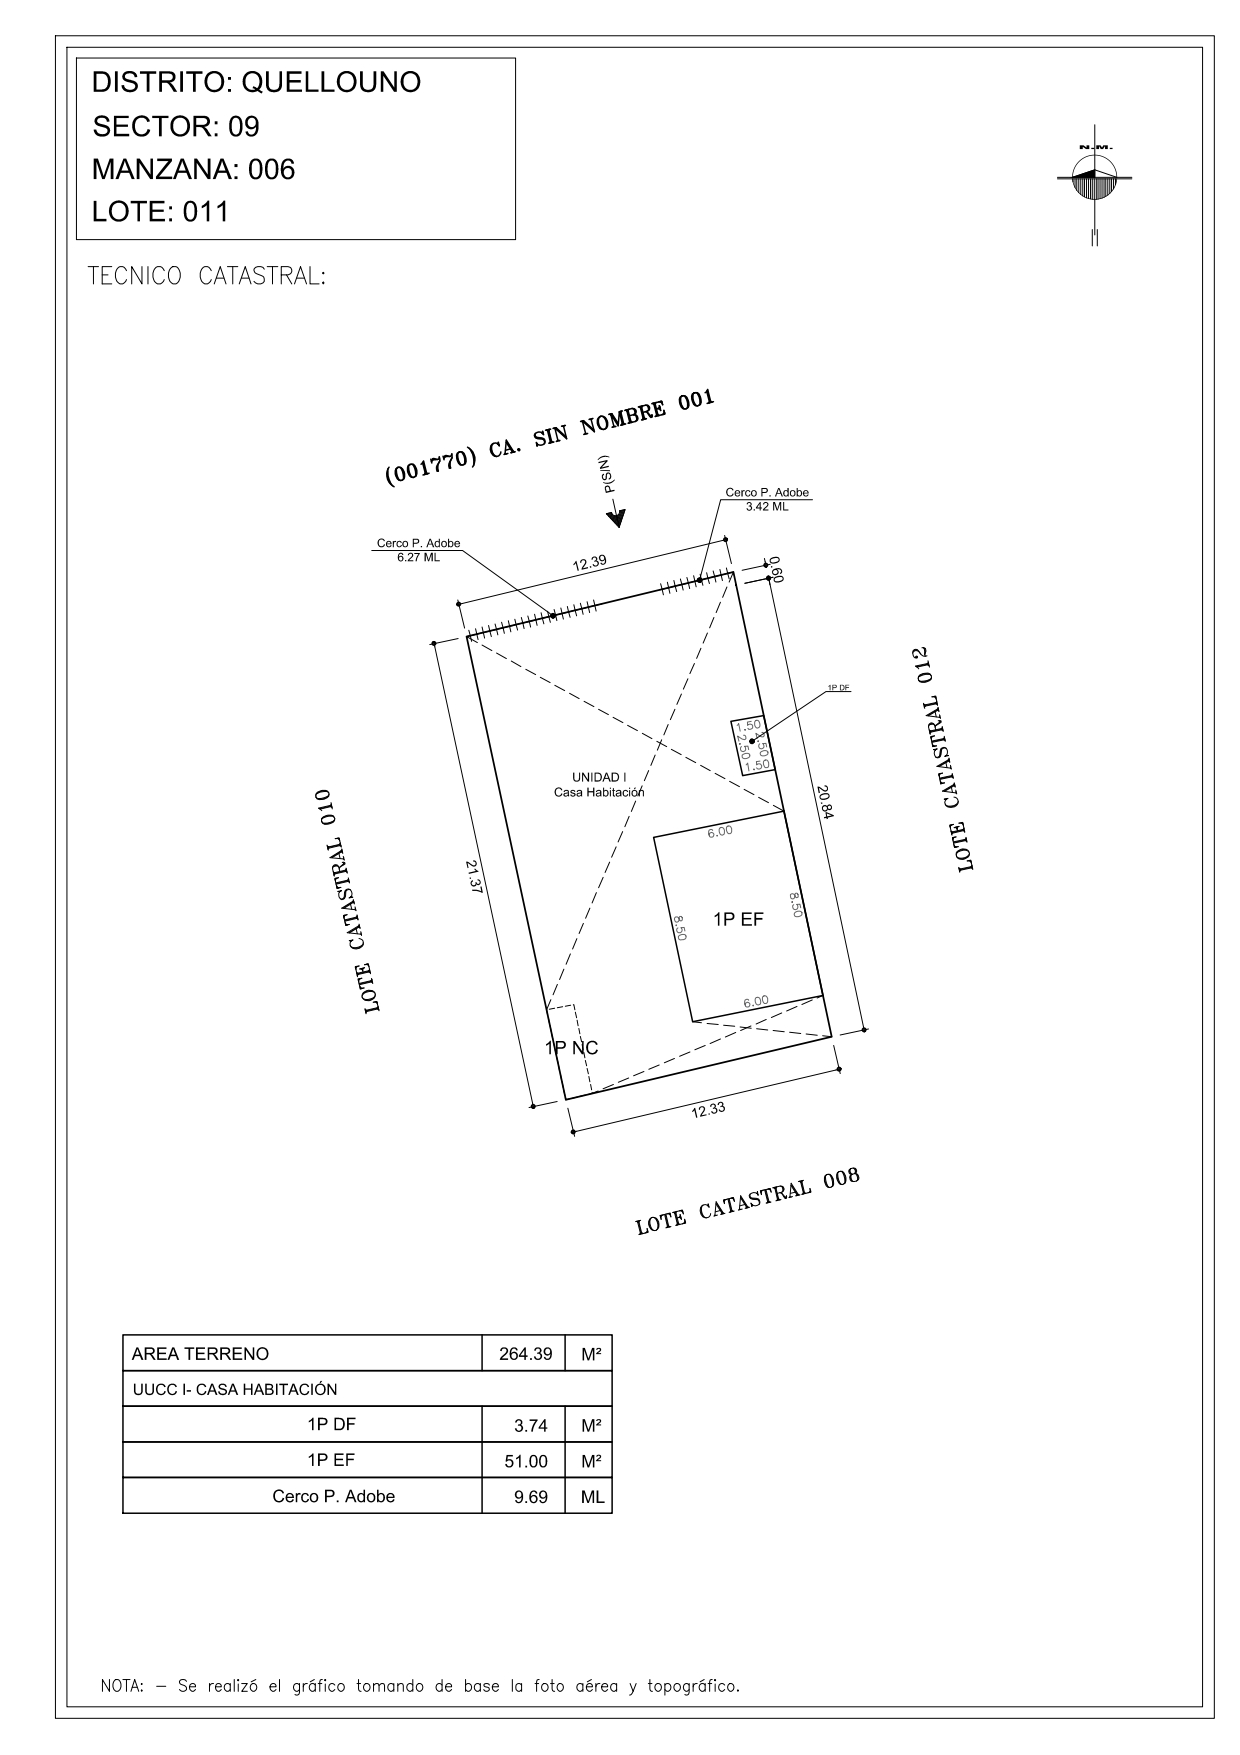 DISTRITO: QUELLOUNO
SECTOR: 09
MANZANA: 006
LOTE: 011
N.M.
TECNICO CATASTRAL:
(001770) CA. SIN NOMBRE 001
P(S/N)
Cerco P. Adobe
3.42 ML
Cerco P. Adobe
6.27 ML
12.39
0.60
LOTE CATASTRAL 012
1P DF
1.50
2.50
2.50
1.50
UNIDAD I
Casa Habitación
20.84
LOTE CATASTRAL 010
21.37
6.00
8.50
1P EF
8.50
6.00
1P NC
12.33
LOTE CATASTRAL 008
AREA TERRENO 264.39 M²
UUCC I- CASA HABITACIÓN
1P DF 3.74 M²
1P EF 51.00 M²
Cerco P. Adobe 9.69 ML
NOTA: - Se realizó el gráfico tomando de base la foto aérea y topográfico.